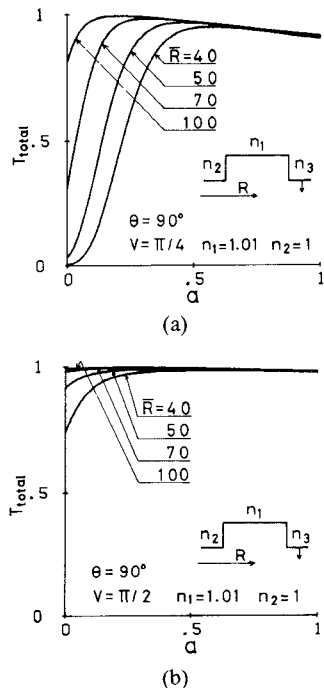 (a)
1
T total
.5
0
R̄=40
50
70
100
n₁
n₂
n₃
R
θ = 90°
V = π/4 n₁=1.01 n₂=1
0
.5
1
a
(a)
1
T total
.5
0
R̄=40
50
70
100
n₁
n₂
n₃
R
θ = 90°
V = π/2 n₁=1.01 n₂=1
0
.5
1
a
(b)